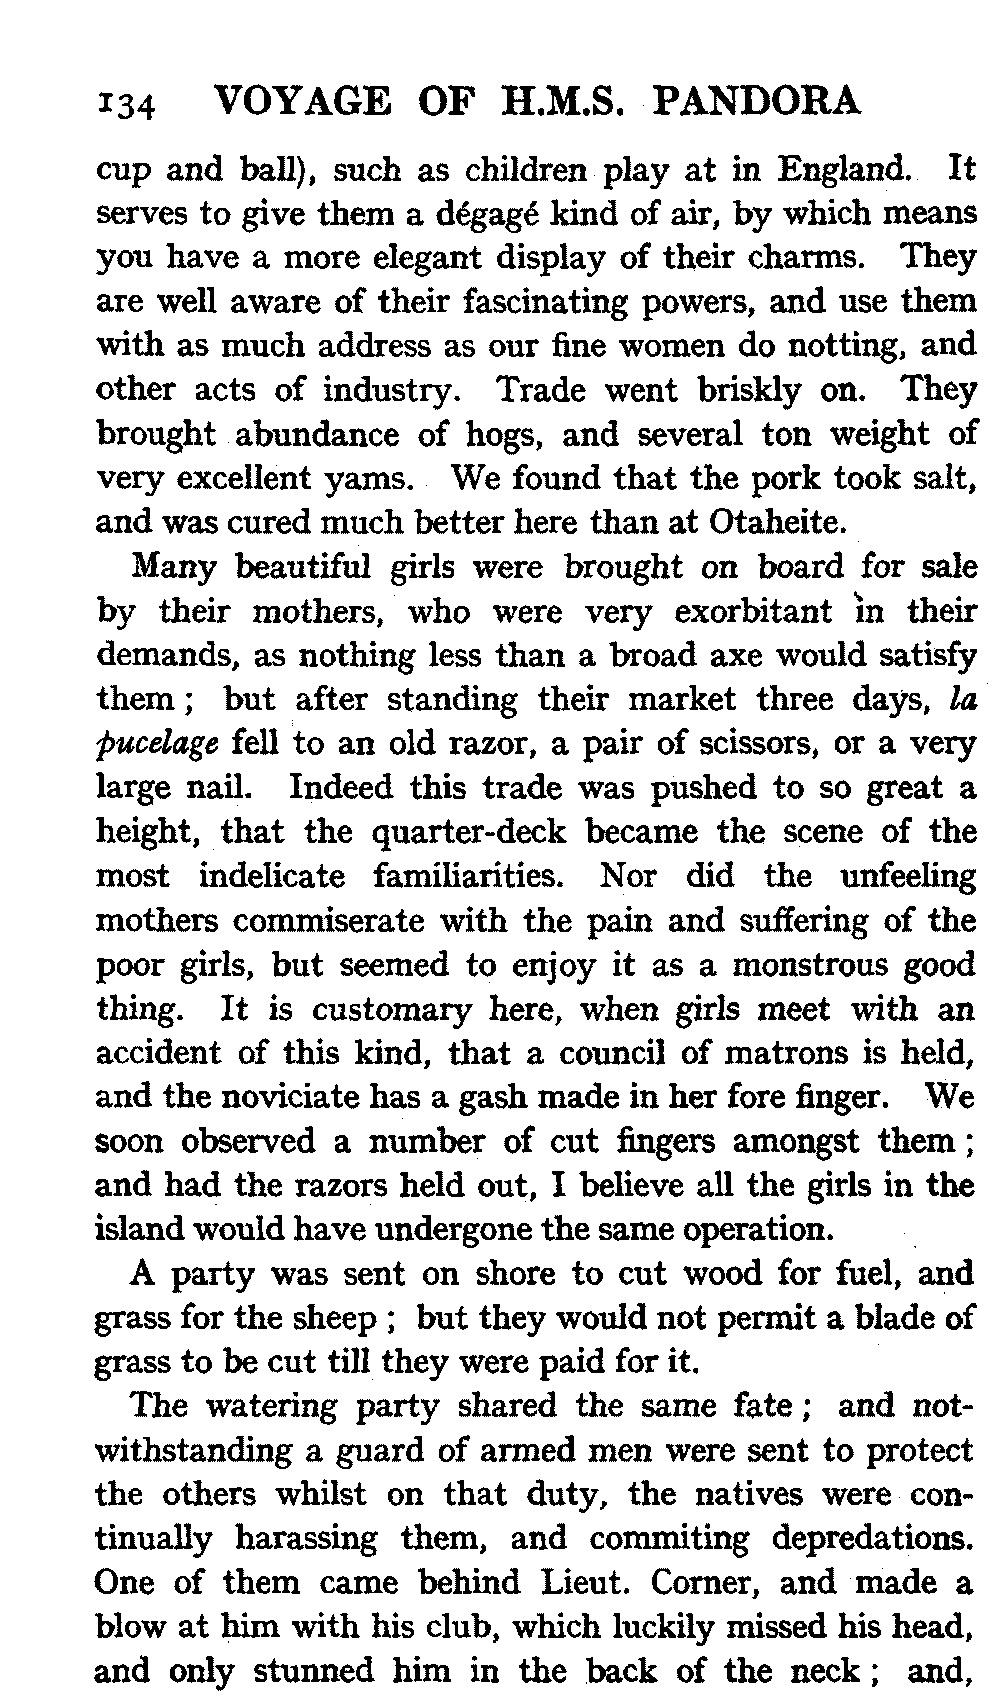 134 VOYAGE OF H.M.S. PANDORA
cup and ball), such as children play at in England. It
serves to give them a dégagé kind of air, by which means
you have a more elegant display of their charms. They
are well aware of their fascinating powers, and use them
with as much address as our fine women do notting, and
other acts of industry. Trade went briskly on. They
brought abundance of hogs, and several ton weight of
very excellent yams. We found that the pork took salt,
and was cured much better here than at Otaheite.
Many beautiful girls were brought on board for sale
by their mothers, who were very exorbitant in their
demands, as nothing less than a broad axe would satisfy
them ; but after standing their market three days, la
pucelage fell to an old razor, a pair of scissors, or a very
large nail. Indeed this trade was pushed to so great a
height, that the quarter-deck became the scene of the
most indelicate familiarities. Nor did the unfeeling
mothers commiserate with the pain and suffering of the
poor girls, but seemed to enjoy it as a monstrous good
thing. It is customary here, when girls meet with an
accident of this kind, that a council of matrons is held,
and the noviciate has a gash made in her fore finger. We
soon observed a number of cut fingers amongst them ;
and had the razors held out, I believe all the girls in the
island would have undergone the same operation.
A party was sent on shore to cut wood for fuel, and
grass for the sheep ; but they would not permit a blade of
grass to be cut till they were paid for it.
The watering party shared the same fate ; and not-
withstanding a guard of armed men were sent to protect
the others whilst on that duty, the natives were con-
tinually harassing them, and commiting depredations.
One of them came behind Lieut. Corner, and made a
blow at him with his club, which luckily missed his head,
and only stunned him in the back of the neck ; and,